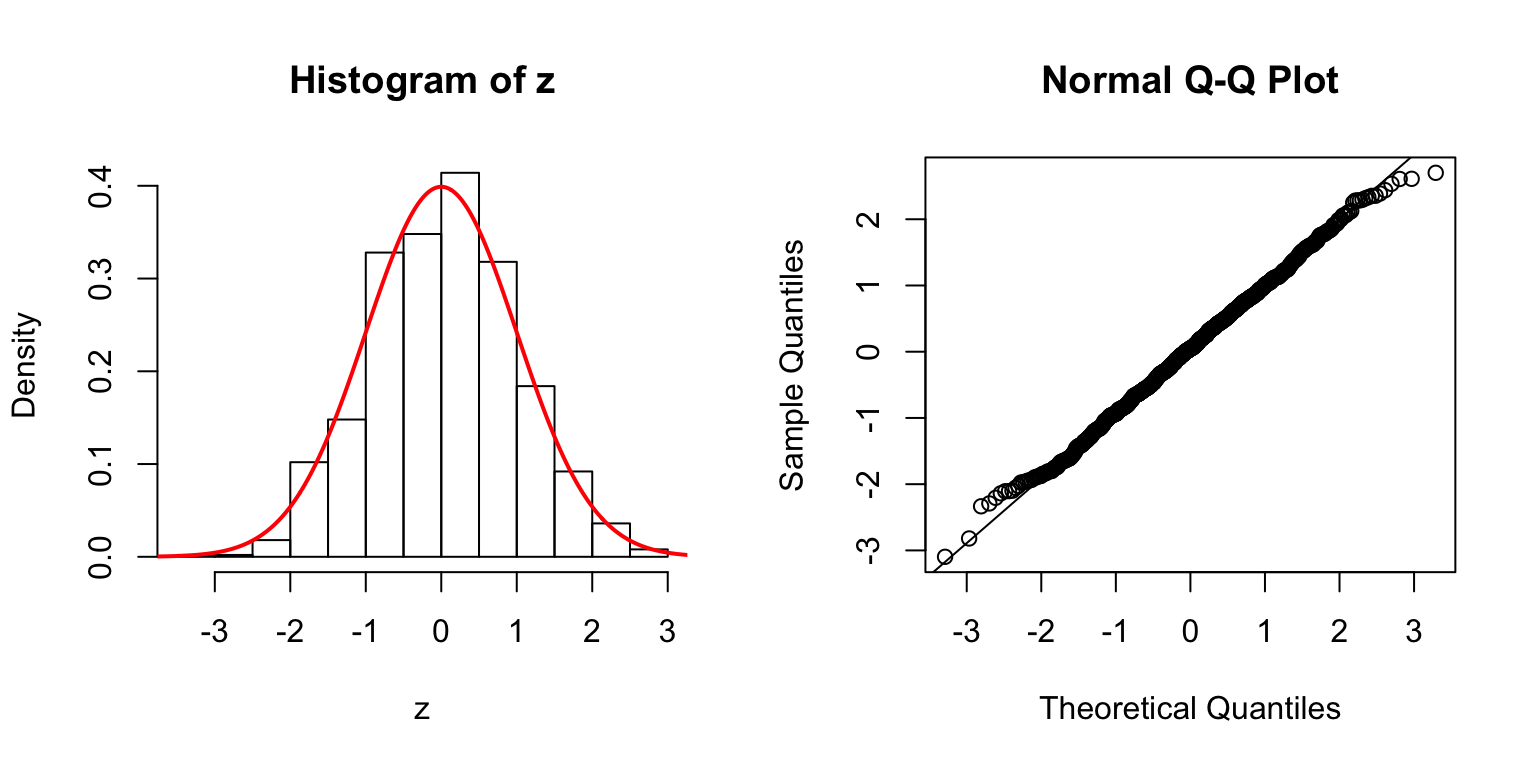 Histogram of z
Density
0.0 0.1 0.2 0.3 0.4
-3 -2 -1 0 1 2 3
z
Normal Q-Q Plot
Sample Quantiles
-3 -2 -1 0 1 2
-3 -2 -1 0 1 2 3
Theoretical Quantiles